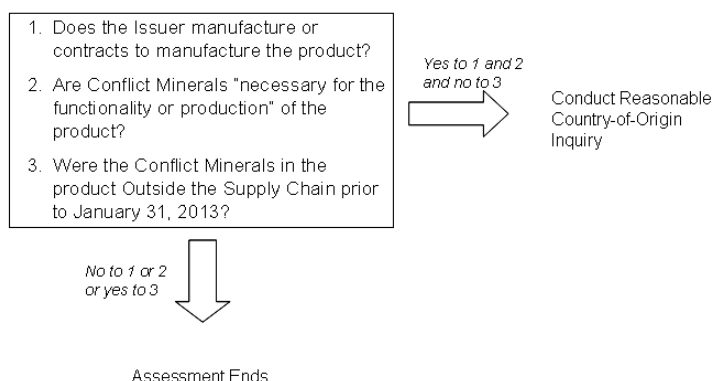 1. Does the Issuer manufacture or
contracts to manufacture the product?
2. Are Conflict Minerals "necessary for the
functionality or production" of the
product?
3. Were the Conflict Minerals in the
product Outside the Supply Chain prior
to January 31, 2013?
Yes to 1 and 2
and no to 3
Conduct Reasonable
Country-of-Origin
Inquiry
No to 1 or 2
or yes to 3
Assessment Ends